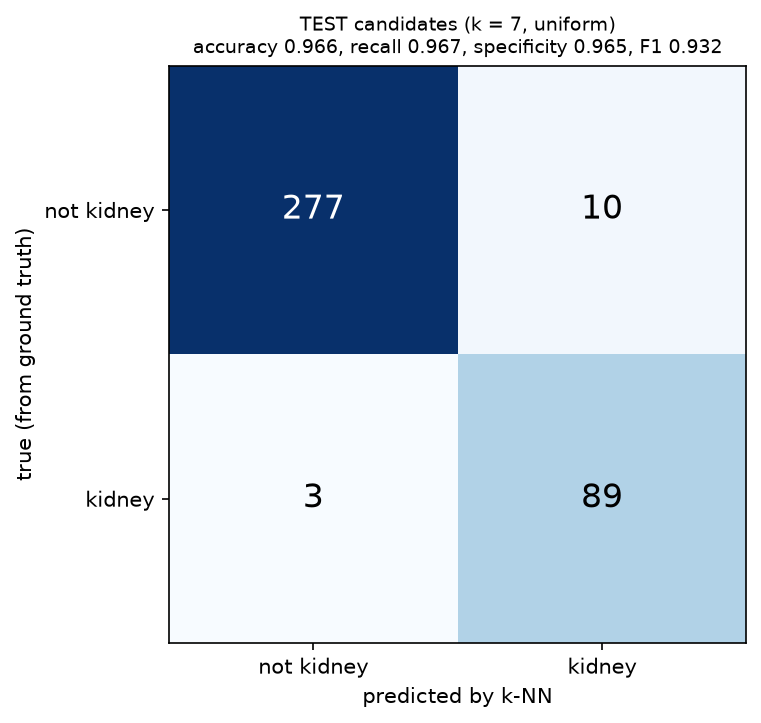 TEST candidates (k = 7, uniform)
accuracy 0.966, recall 0.967, specificity 0.965, F1 0.932
true (from ground truth)
not kidney
277
10
kidney
3
89
not kidney
kidney
predicted by k-NN